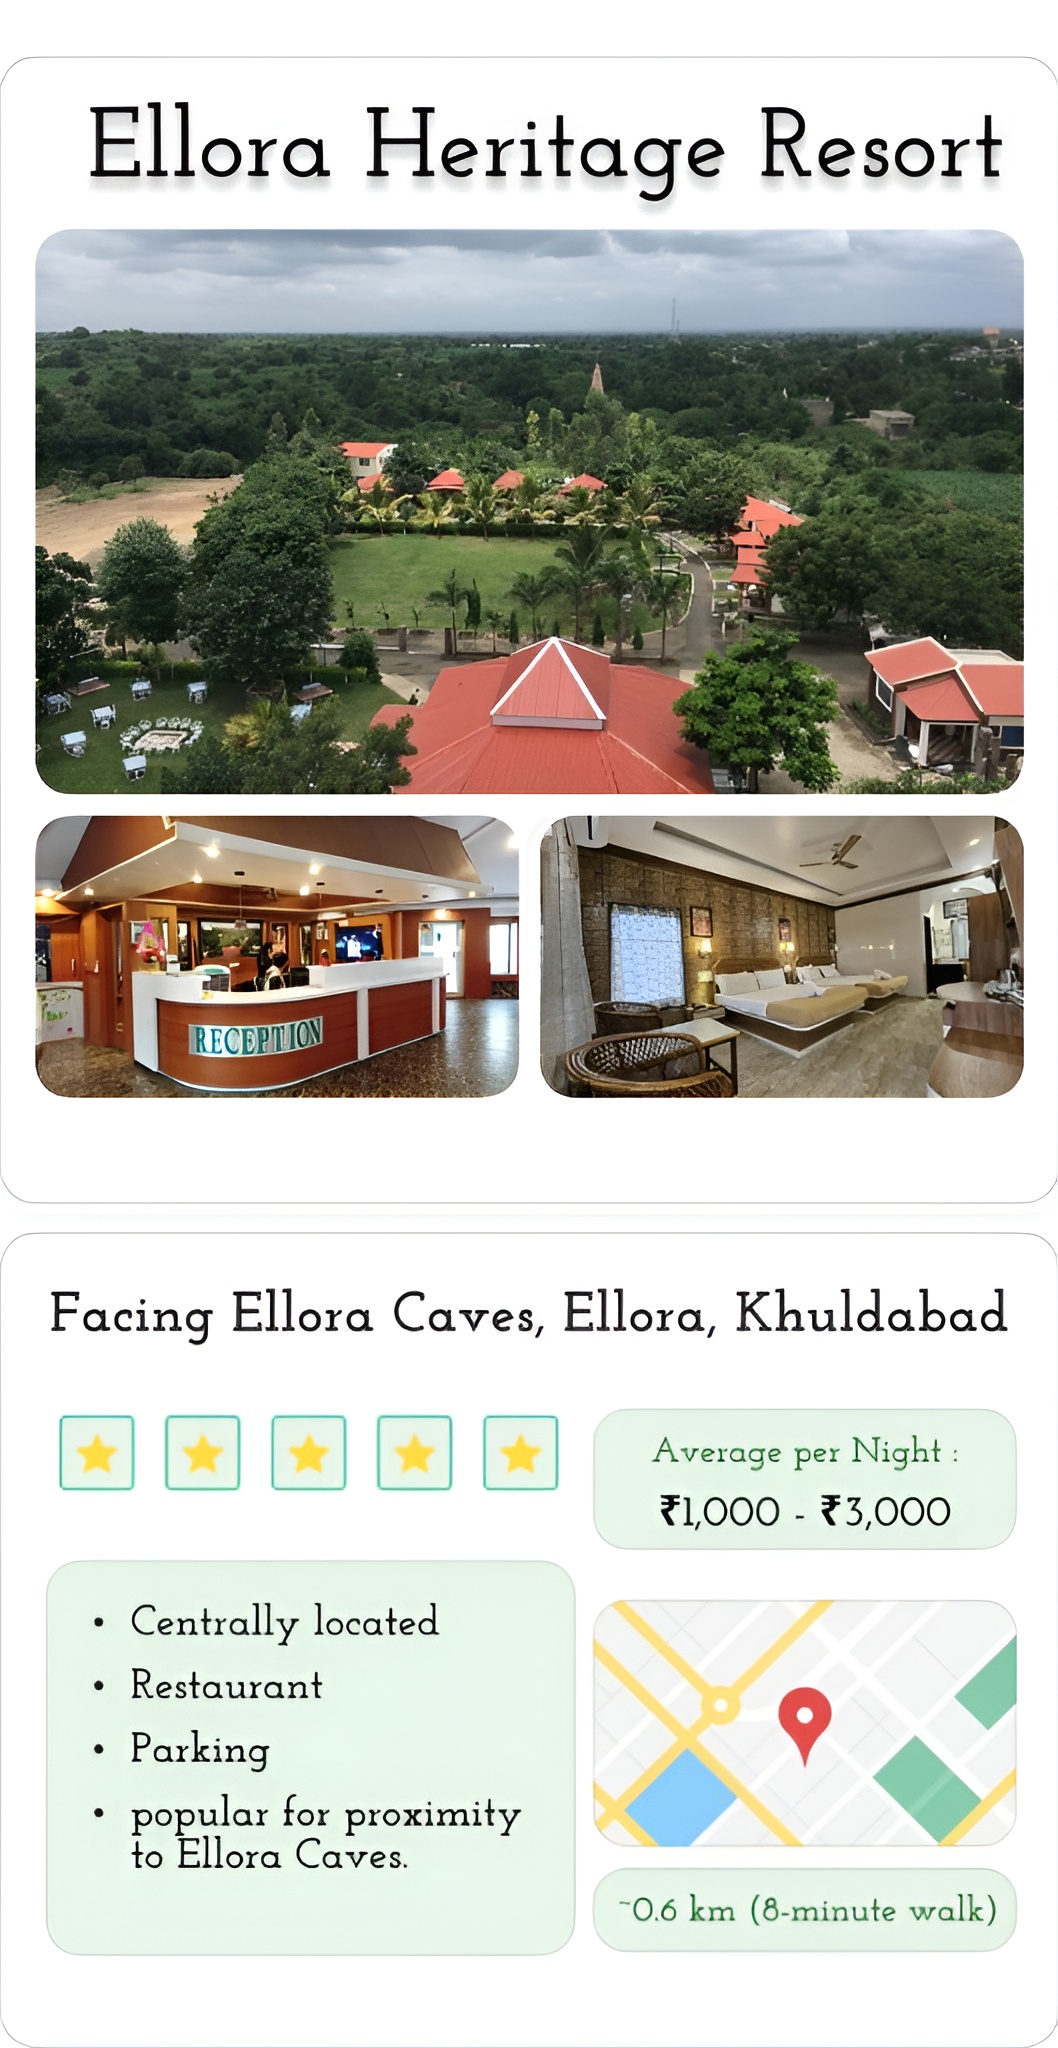 Ellora Heritage Resort
RECEPTION
Facing Ellora Caves, Ellora, Khuldabad
Average per Night :
₹1,000 - ₹3,000
• Centrally located
• Restaurant
• Parking
• popular for proximity
to Ellora Caves.
~0.6 km (8-minute walk)